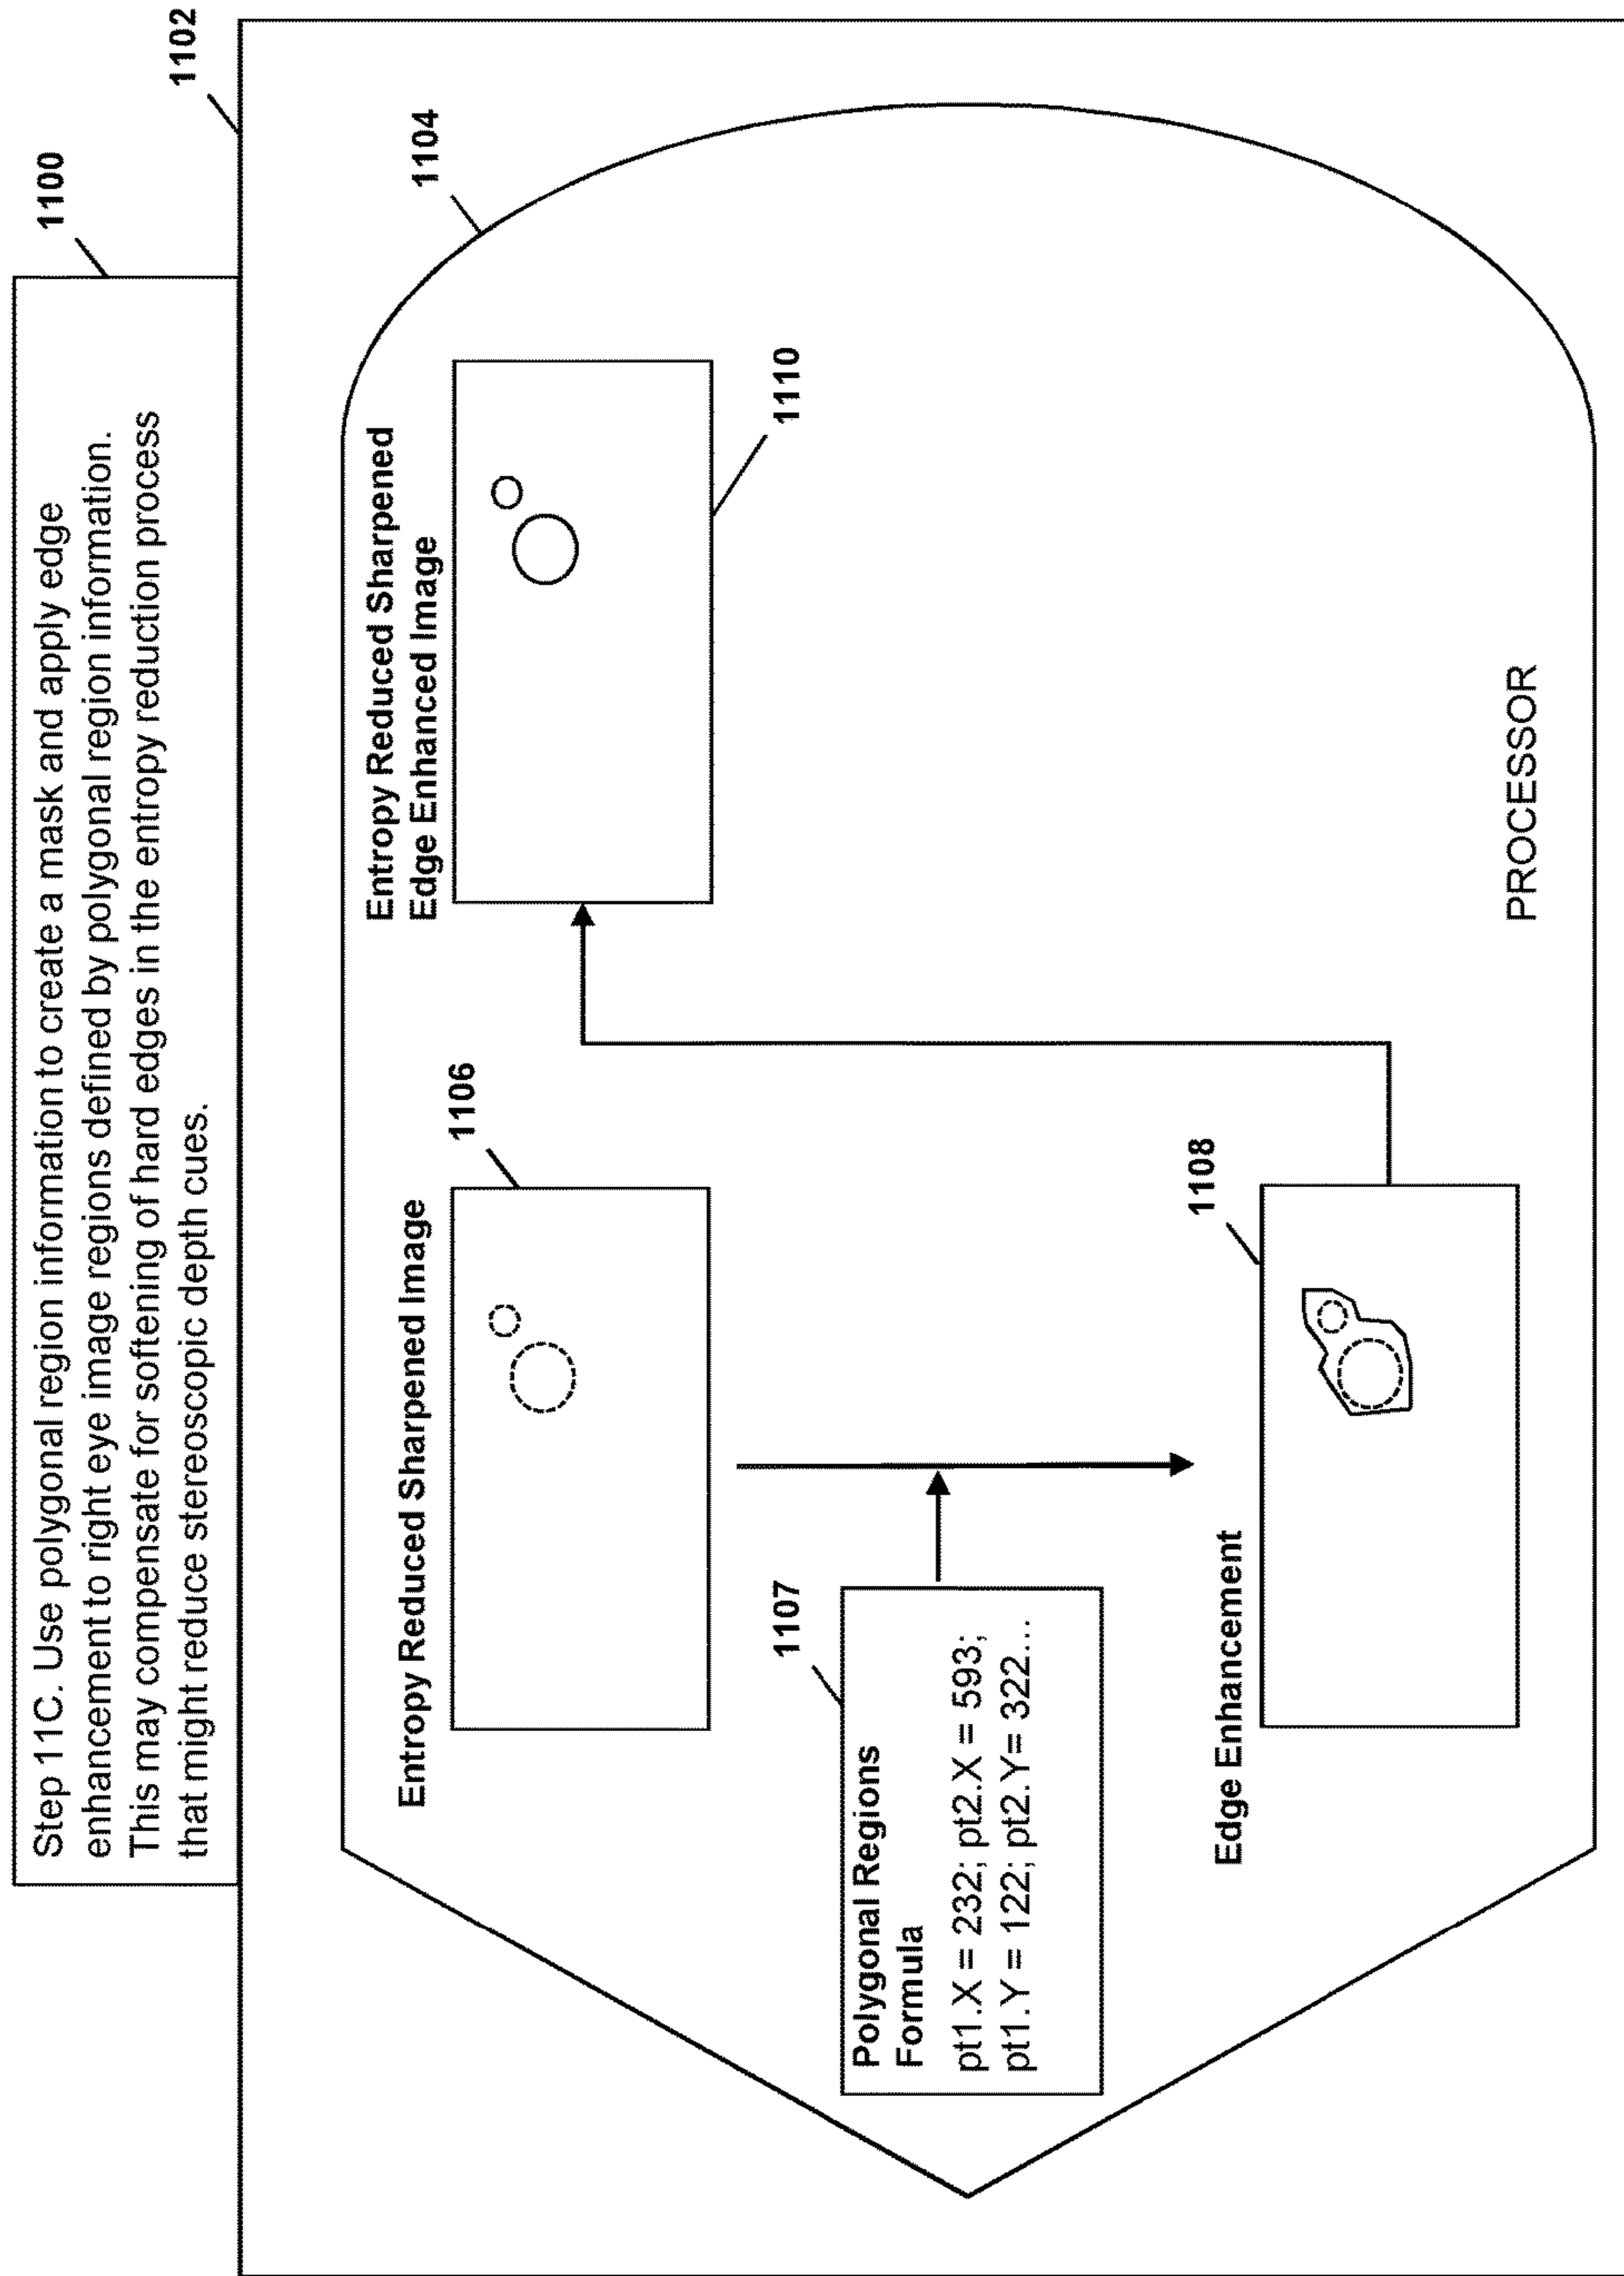 1100
Step 11C. Use polygonal region information to create a mask and apply edge
enhancement to right eye image regions defined by polygonal region information.
This may compensate for softening of hard edges in the entropy reduction process
that might reduce stereoscopic depth cues.
1102
1104
Entropy Reduced Sharpened Image
1106
Entropy Reduced Sharpened
Edge Enhanced Image
1110
1107
Polygonal Regions
Formula
pt1.X = 232; pt2.X = 593;
pt1.Y = 122; pt2.Y= 322...
Edge Enhancement
1108
PROCESSOR